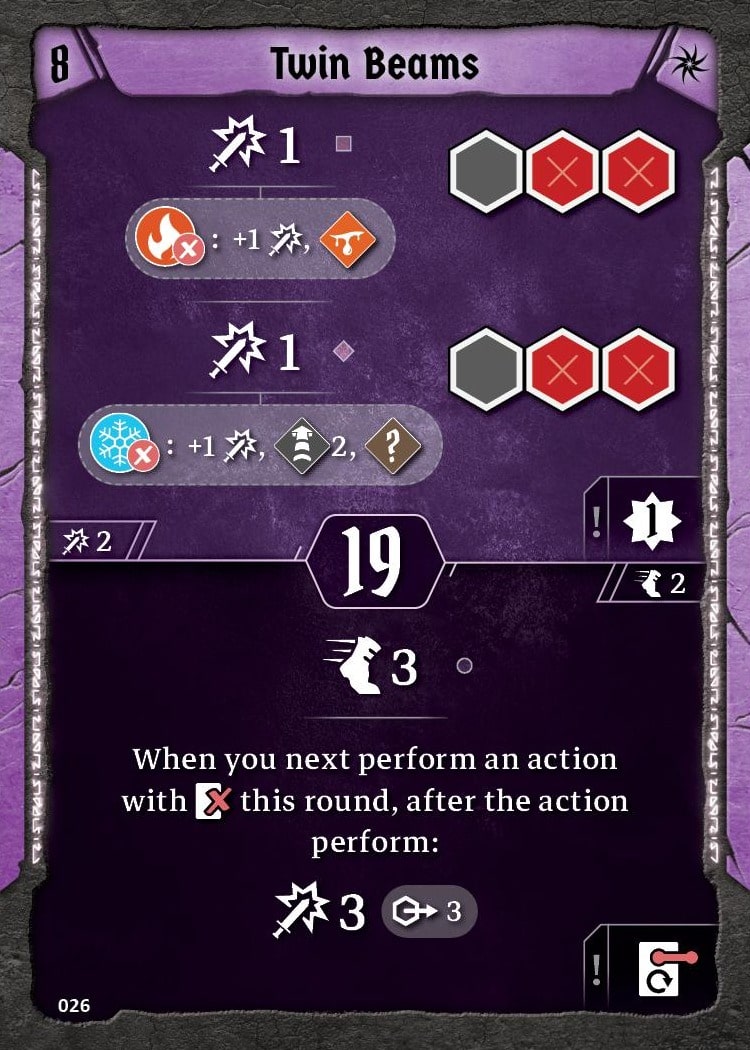 8 Twin Beams
1
: +1 ,
1
: +1 , 2, ?
! 1
2
19
2
3
When you next perform an action
with this round, after the action
perform:
3 3
!
026